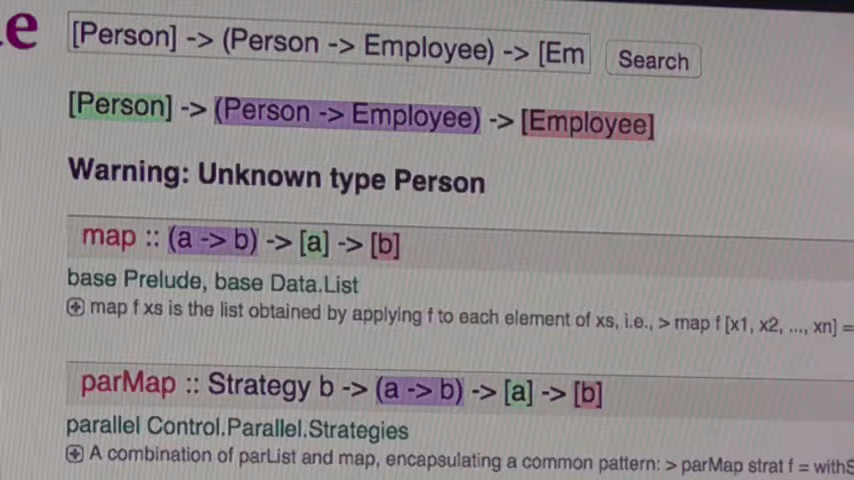 e
[Person] -> (Person -> Employee) -> [Em
Search
[Person] -> (Person -> Employee) -> [Employee]
Warning: Unknown type Person
map :: (a -> b) -> [a] -> [b]
base Prelude, base Data.List
map f xs is the list obtained by applying f to each element of xs, i.e., > map f [x1, x2, ..., xn] =
parMap :: Strategy b -> (a -> b) -> [a] -> [b]
parallel Control.Parallel.Strategies
A combination of parList and map, encapsulating a common pattern: > parMap strat f = withS